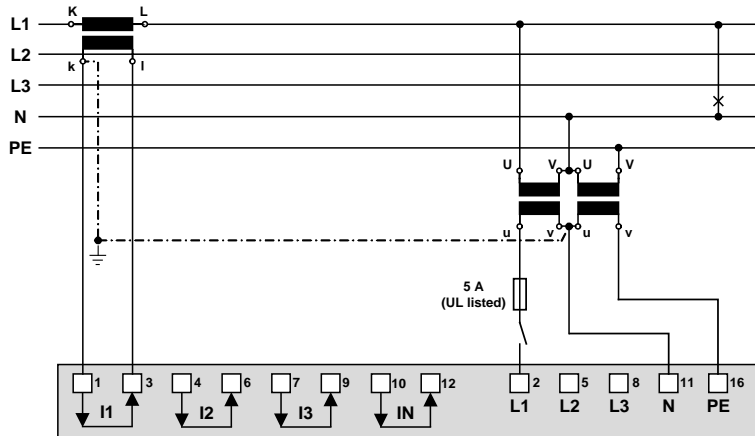 L1 K L
L2
k l
L3
N
PE
U V U V
u v u v
5 A
(UL listed)
1 3 4 6 7 9 10 12 2 5 8 11 16
I1 I2 I3 IN L1 L2 L3 N PE